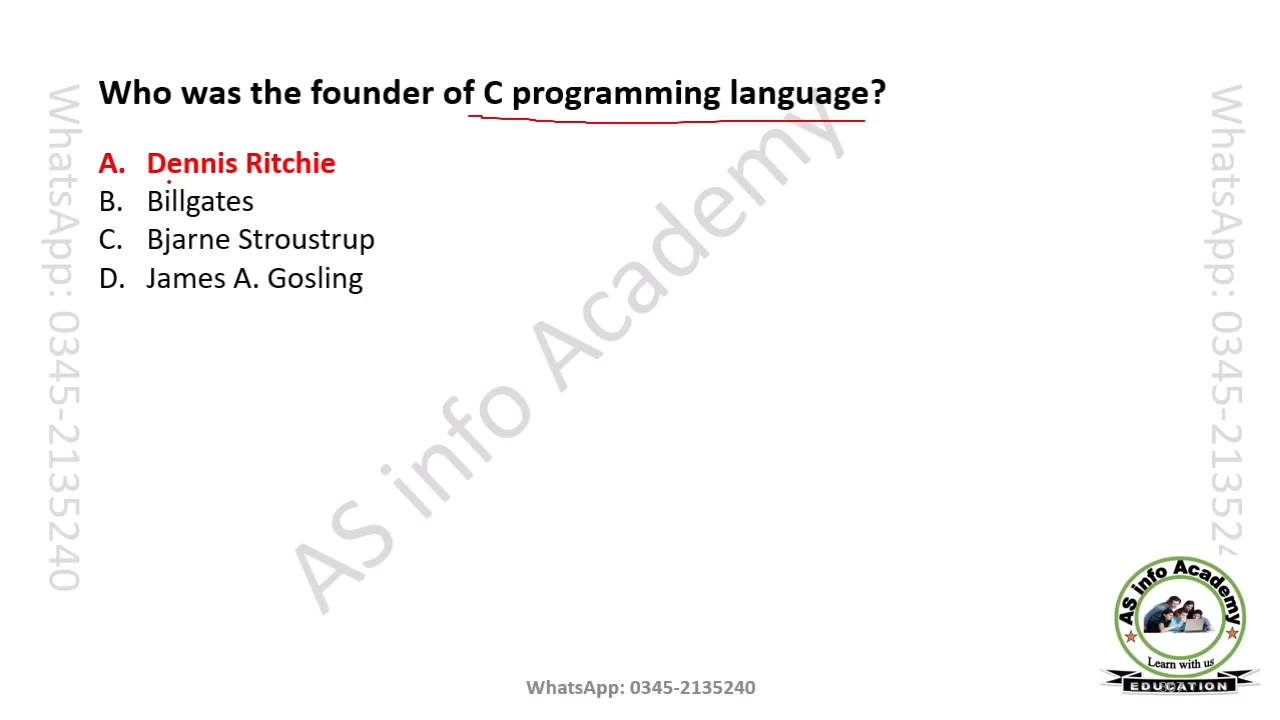 Who was the founder of C programming language?
A. Dennis Ritchie
B. Billgates
C. Bjarne Stroustrup
D. James A. Gosling
AS info Academy
WhatsApp: 0345-2135240
WhatsApp: 0345-213524
AS info Academy
Learn with us
EDUCATION
WhatsApp: 0345-2135240